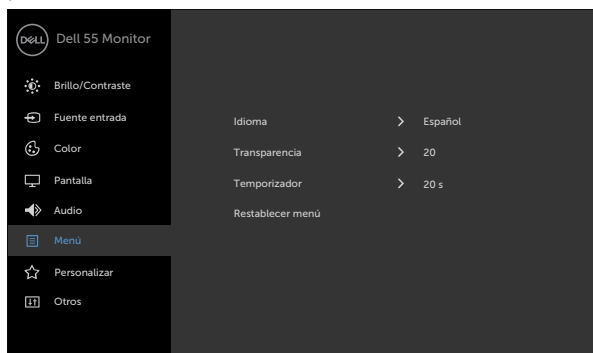 DELL
Dell 55 Monitor
Brillo/Contraste
Fuente entrada
Color
Pantalla
Audio
Menú
Personalizar
Otros
Idioma Español
Transparencia 20
Temporizador 20 s
Restablecer menú